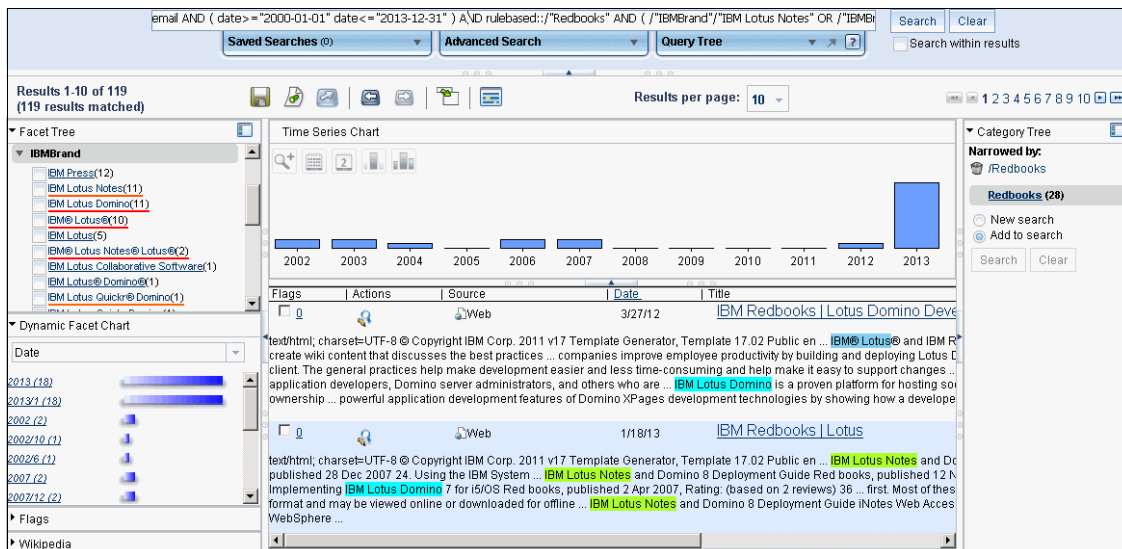 email AND ( date>= "2000-01-01" date<= "2013-12-31" ) AND rulebased::/"Redbooks" AND ( /"IBMBrand"/"IBM Lotus Notes" OR /"IBMB
Search Clear
Saved Searches (0) Advanced Search Query Tree ?
Search within results
Results 1-10 of 119
(119 results matched)
Results per page: 10
1 2 3 4 5 6 7 8 9 10
Facet Tree
IBMBrand
IBM Press(12)
IBM Lotus Notes(11)
IBM Lotus Domino(11)
IBM® Lotus®(10)
IBM Lotus(5)
IBM® Lotus Notes® Lotus®(2)
IBM Lotus Collaborative Software(1)
IBM Lotus® Domino®(1)
IBM Lotus Quickr® Domino(1)
Dynamic Facet Chart
Date
2013 (18)
2013/1 (18)
2002 (2)
2002/10 (1)
2002/6 (1)
2007 (2)
2007/12 (2)
Flags
Wikipedia
Time Series Chart
2
2002 2003 2004 2005 2006 2007 2008 2009 2010 2011 2012 2013
Flags Actions Source Date Title
0 Web 3/27/12 IBM Redbooks | Lotus Domino Deve
text/html; charset=UTF-8 © Copyright IBM Corp. 2011 v17 Template Generator, Template 17.02 Public en ... IBM® Lotus® and IBM R
create wiki content that discusses the best practices ... companies improve employee productivity by building and deploying Lotus D
client. The general practices help make development easier and less time-consuming and help make it easy to support changes ..
application developers, Domino server administrators, and others who are ... IBM Lotus Domino is a proven platform for hosting so
ownership ... powerful application development features of Domino XPages development technologies by showing how a develope
0 Web 1/18/13 IBM Redbooks | Lotus
text/html; charset=UTF-8 © Copyright IBM Corp. 2011 v17 Template Generator, Template 17.02 Public en ... IBM Lotus Notes and Do
published 28 Dec 2007 24. Using the IBM System ... IBM Lotus Notes and Domino 8 Deployment Guide Red books, published 12 N
Implementing IBM Lotus Domino 7 for i5/OS Red books, published 2 Apr 2007, Rating: (based on 2 reviews) 36 ... first. Most of thes
format and may be viewed online or downloaded for offline ... IBM Lotus Notes and Domino 8 Deployment Guide iNotes Web Acces
WebSphere ...
Category Tree
Narrowed by:
/Redbooks
Redbooks (28)
New search
Add to search
Search Clear